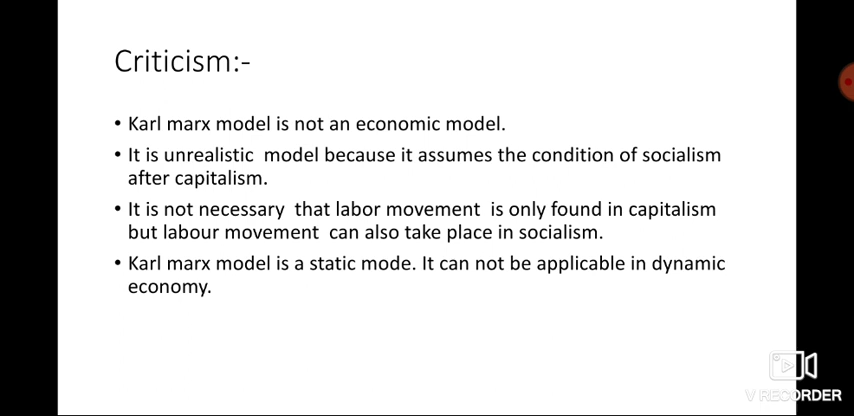 Criticism:-
• Karl marx model is not an economic model.
• It is unrealistic model because it assumes the condition of socialism
after capitalism.
• It is not necessary that labor movement is only found in capitalism
but labour movement can also take place in socialism.
• Karl marx model is a static mode. It can not be applicable in dynamic
economy.
V RECORDER